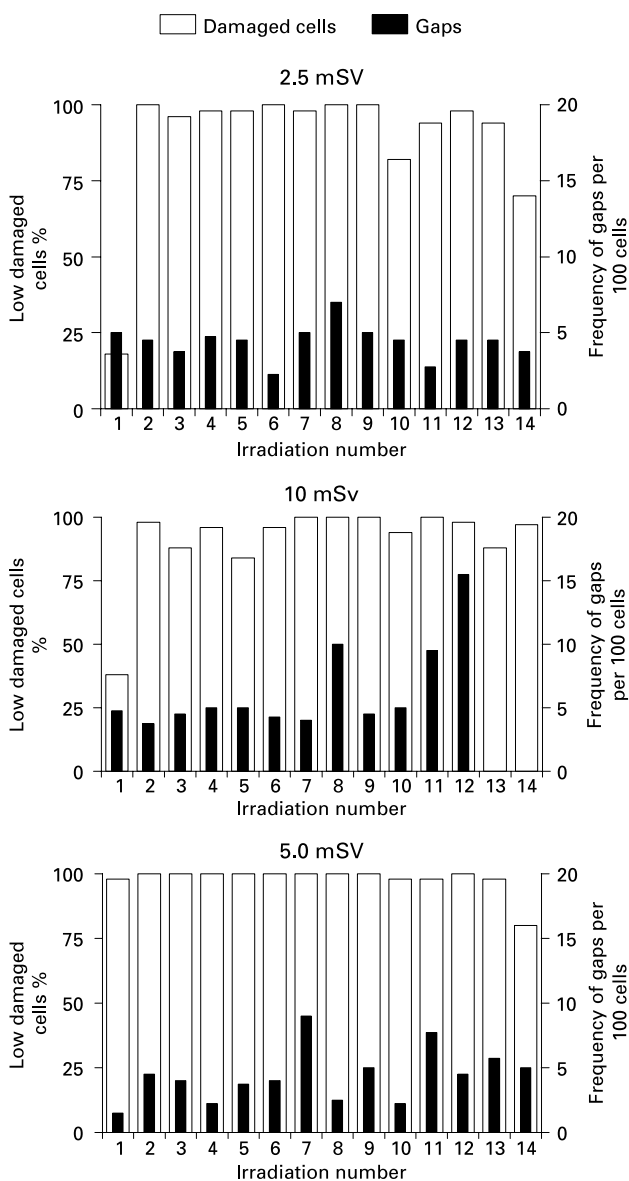 Damaged cells Gaps
2.5 mSV
Low damaged
cells %
100
75
50
25
0
20
15
10
5
0
Frequency of gaps per
100 cells
1 2 3 4 5 6 7 8 9 10 11 12 13 14
Irradiation number
10 mSv
Low damaged cells
%
100
75
50
25
0
20
15
10
5
0
Frequency of gaps
per 100 cells
1 2 3 4 5 6 7 8 9 10 11 12 13 14
Irradiation number
5.0 mSV
Low damaged
cells %
100
75
50
25
0
20
15
10
5
0
Frequency of gaps per
100 cells
1 2 3 4 5 6 7 8 9 10 11 12 13 14
Irradiation number